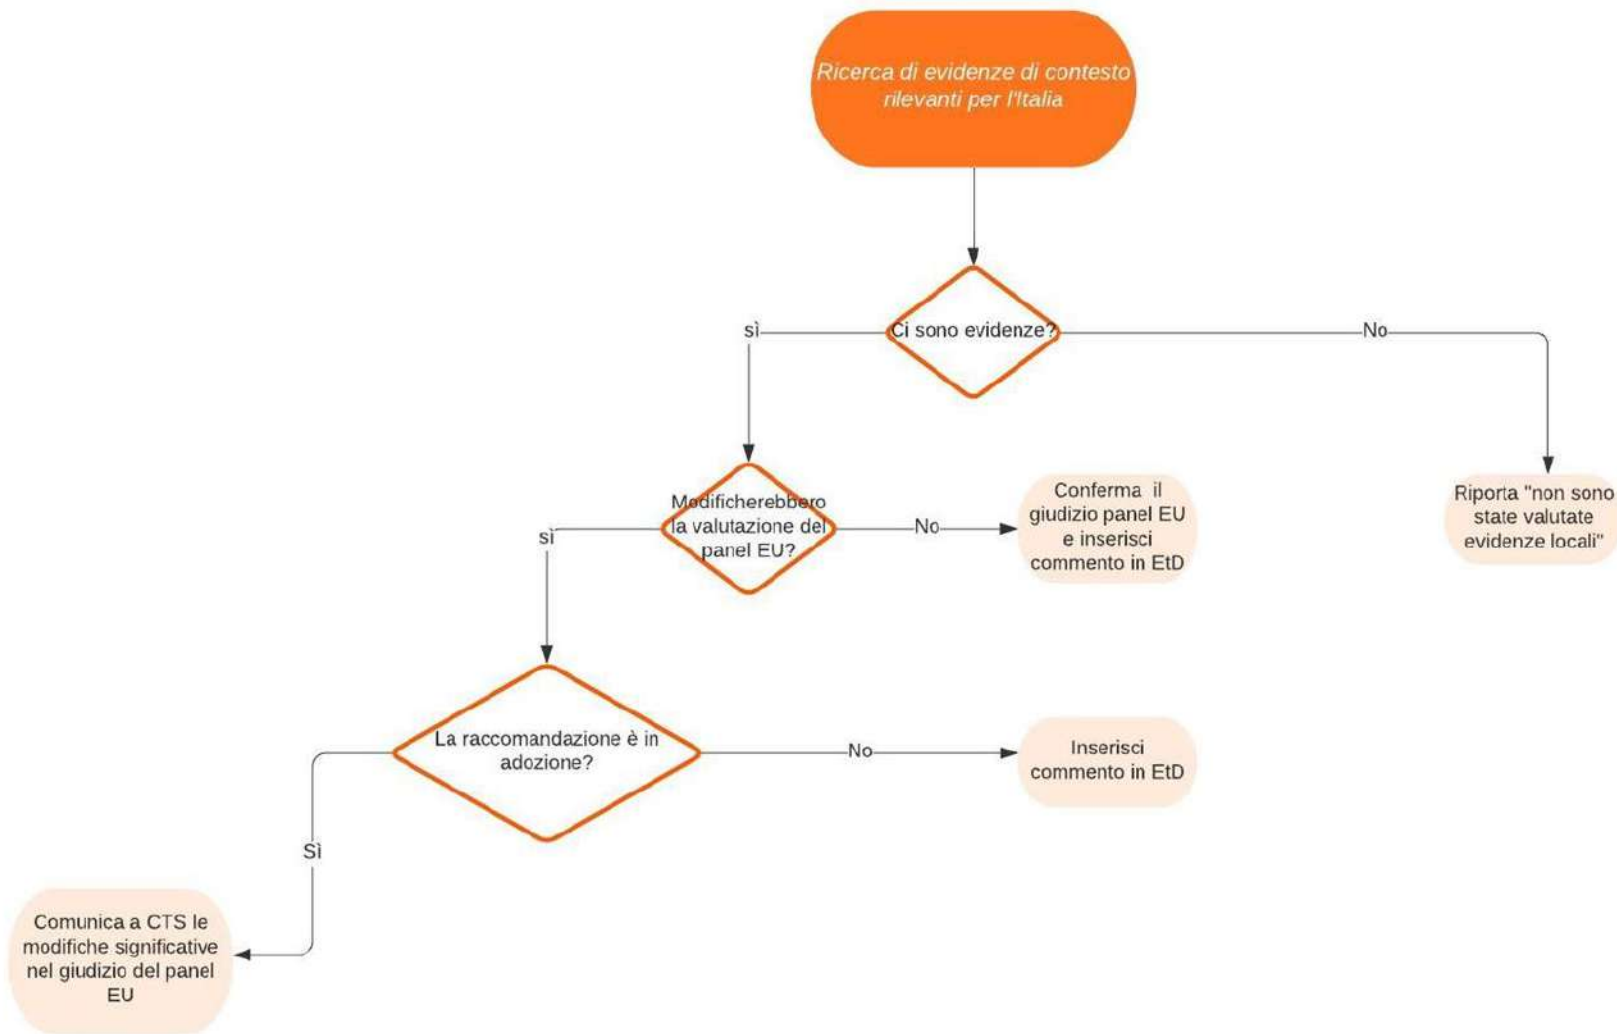 Ricerca di evidenze di contesto
rilevanti per l'Italia
Ci sono evidenze?
sì
No
Modificherebbero
la valutazione del
panel EU?
Conferma il
giudizio panel EU
e inserisci
commento in EtD
Riporta "non sono
state valutate
evidenze locali"
sì
No
La raccomandazione è in
adozione?
No
Inserisci
commento in EtD
Sì
Comunica a CTS le
modifiche significative
nel giudizio del panel
EU